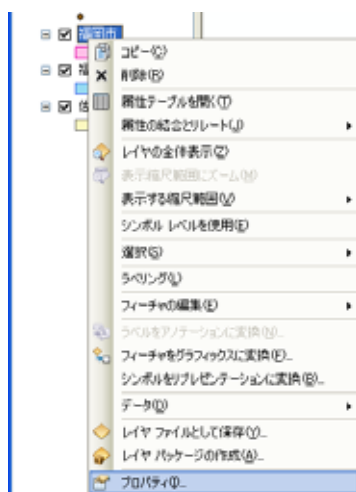 福岡市
コピー(C)
削除(R)
属性テーブルを開く(T)
属性の結合とリレート(J)
レイヤの全体表示(Z)
表示縮尺範囲にズーム(M)
表示する縮尺範囲(V)
シンボル レベルを使用(E)
選択(S)
ラベリング(L)
フィーチャの編集(E)
ラベルをアノテーションに変換(N)...
フィーチャをグラフィックスに変換(F)...
シンボルをリプレゼンテーションに変換(B)...
データ(D)
レイヤ ファイルとして保存(Y)...
レイヤ パッケージの作成(A)...
プロパティ(I)...